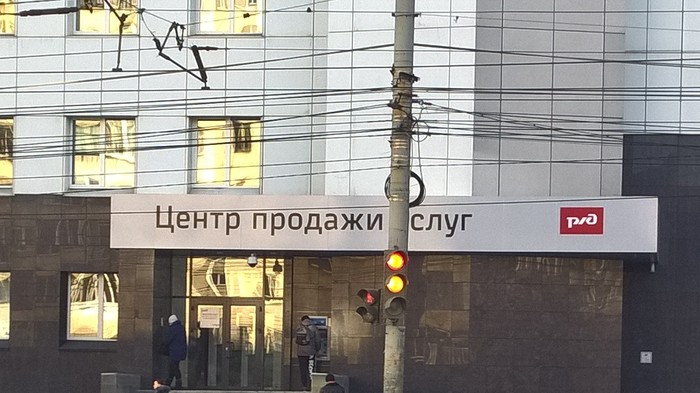 Центр продажи слуг
ржд